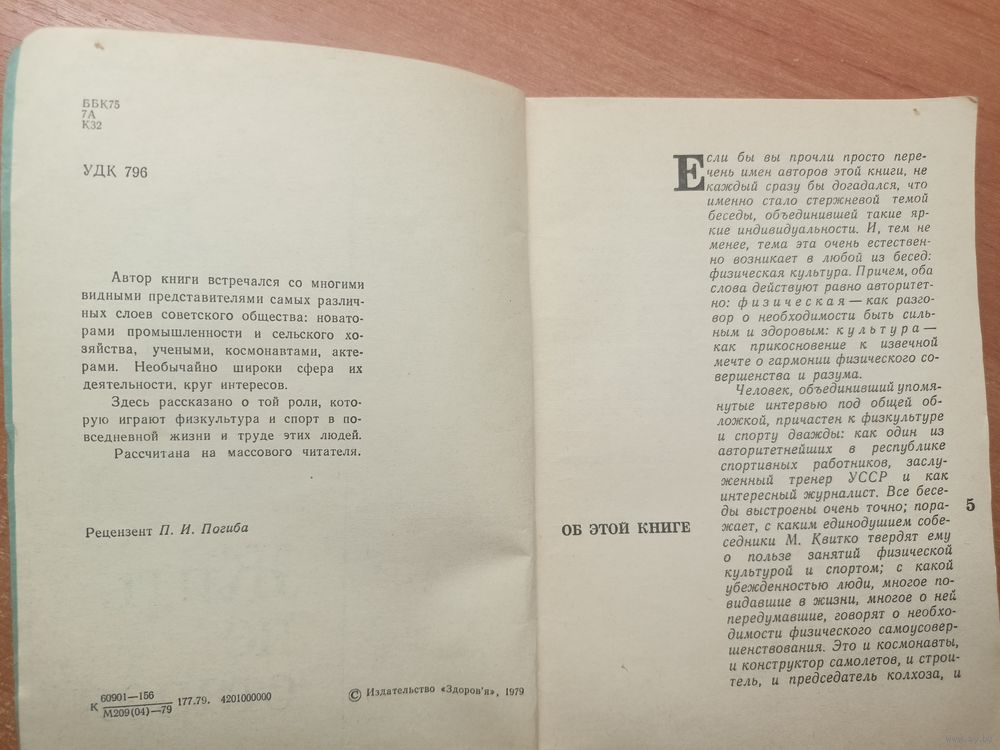 ББК75
7А
К32
УДК 796
Автор книги встречался со многими
видными представителями самых различ-
ных слоев советского общества: новато-
рами промышленности и сельского хо-
зяйства, учеными, космонавтами, акте-
рами. Необычайно широки сфера их
деятельности, круг интересов.
Здесь рассказано о той роли, кото-
рую играют физкультура и спорт в по-
вседневной жизни и труде этих людей.
Рассчитана на массового читателя.
Рецензент П. И. Погиба
К 60901—156
М209(04)—79 177.79. 4201000000
© Издательство «Здоров'я», 1979
Если бы вы прочли просто пере-
чень имен авторов этой книги, не
каждый сразу бы догадался, что
именно стало стержневой темой
беседы, объединившей такие яр-
кие индивидуальности. И, тем не
менее, тема эта очень естествен-
но возникает в любой из бесед:
физическая культура. Причем, оба
слова действуют равно авторитет-
но: физическая — как разго-
вор о необходимости быть силь-
ным и здоровым: культура —
как прикосновение к извечной
мечте о гармонии физического со-
вершенства и разума.
Человек, объединивший упомя-
нутые интервью под общей об-
ложкой, причастен к физкультуре
и спорту дважды: как один из
авторитетнейших в республике
спортивных работников, заслу-
женный тренер УССР и как
интересный журналист. Все бесе-
ды выстроены очень точно; пора-
жает, с каким единодушием собе-
седники М. Квитко твердят ему
о пользе занятий физической
культурой и спортом; с какой
убежденностью люди, многое по-
видавшие в жизни, многое о ней
передумавшие, говорят о необхо-
димости физического самоусовер-
шенствования. Это и космонавты,
и конструктор самолетов, и строи-
тель, и председатель колхоза, и
ОБ ЭТОЙ КНИГЕ
5